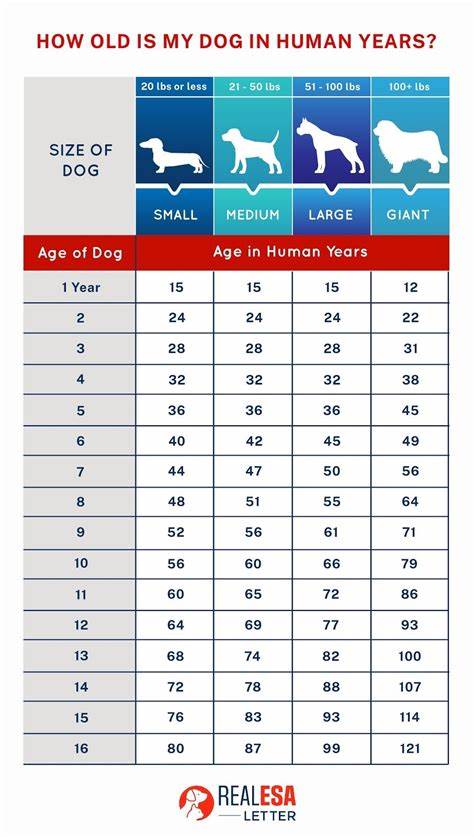 HOW OLD IS MY DOG IN HUMAN YEARS?
20 lbs or less 21 - 50 lbs 51 - 100 lbs 100+ lbs
SIZE OF
DOG
SMALL MEDIUM LARGE GIANT
Age of Dog Age in Human Years
1 Year 15 15 15 12
2 24 24 24 22
3 28 28 28 31
4 32 32 32 38
5 36 36 36 45
6 40 42 45 49
7 44 47 50 56
8 48 51 55 64
9 52 56 61 71
10 56 60 66 79
11 60 65 72 86
12 64 69 77 93
13 68 74 82 100
14 72 78 88 107
15 76 83 93 114
16 80 87 99 121
REALESA
LETTER